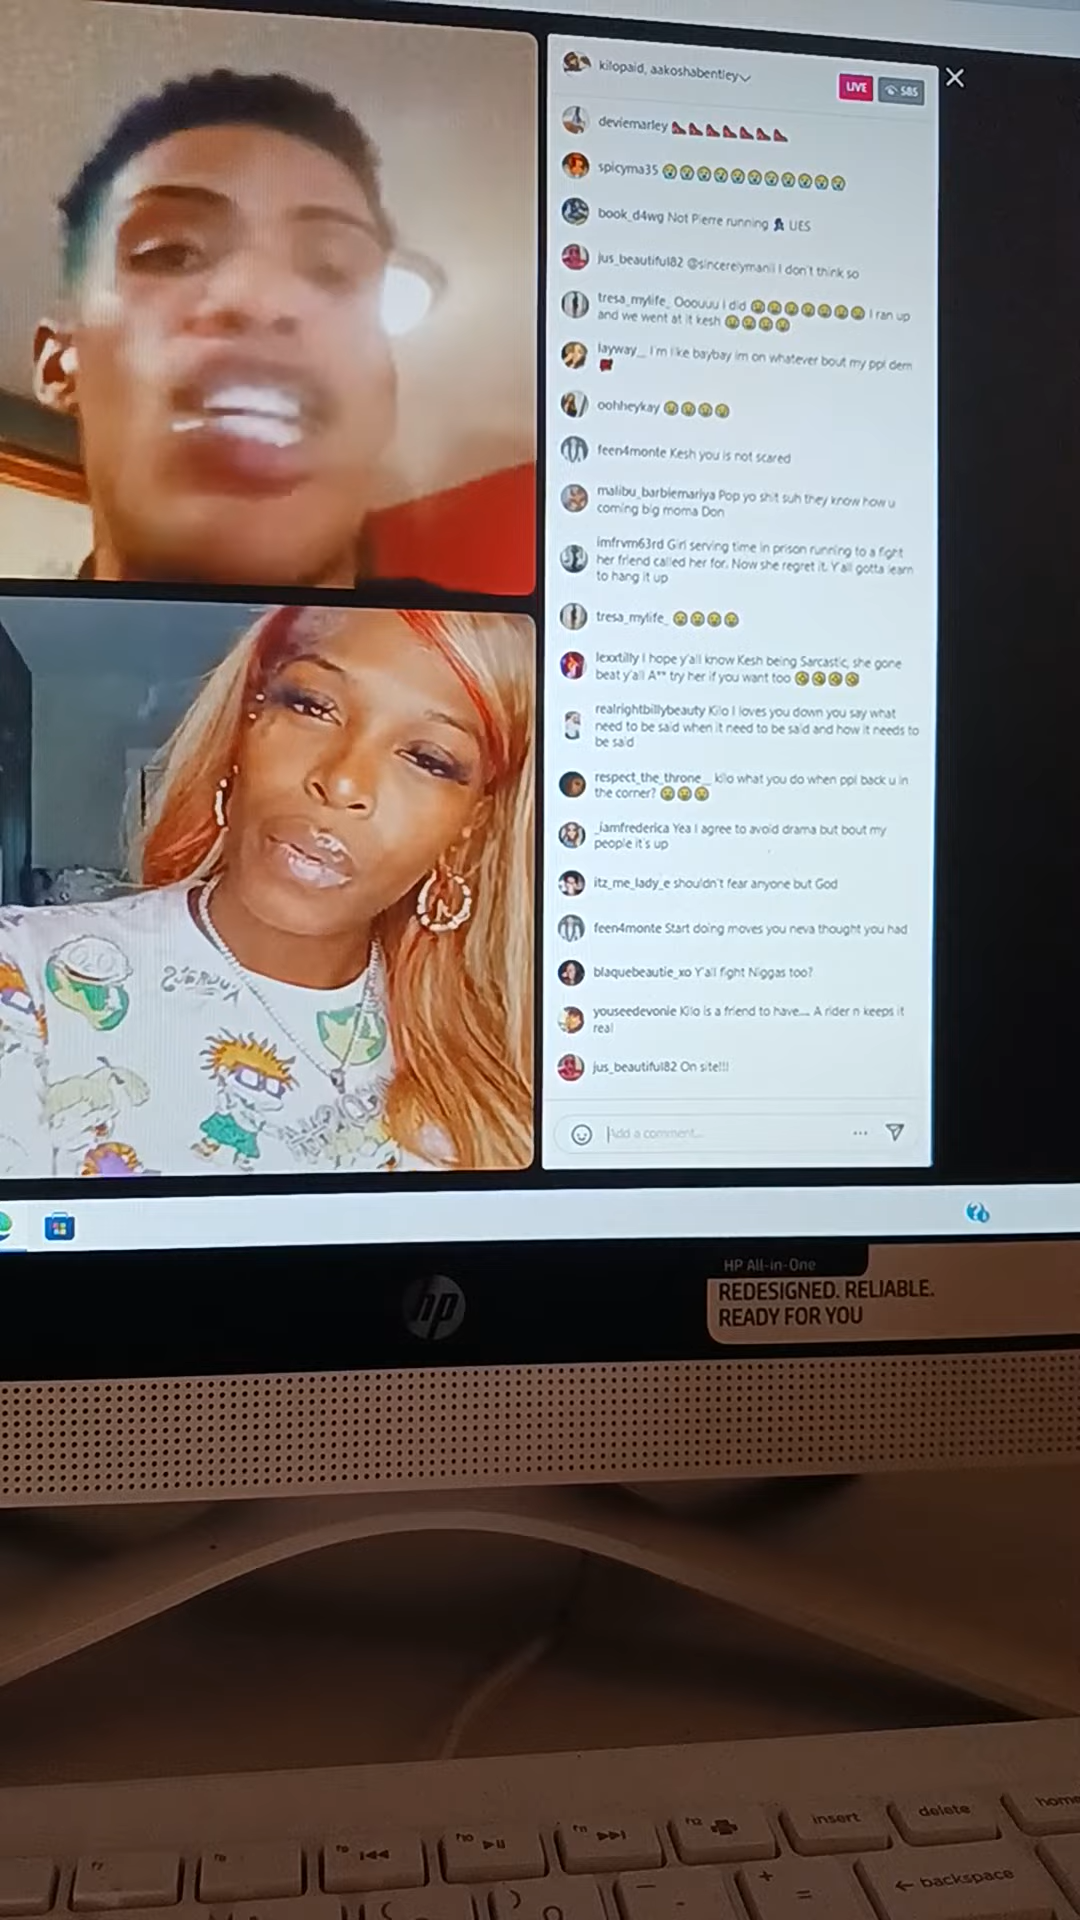 kilopaid, aakoshabentley
LIVE
585
deviemarley
spicyma35
book_d4wg Not Pierre running UES
jus_beautiful82 @sincerelymanii I don't think so
tresa_mylife_ Ooouuu I did I ran up
and we went at it kesh
layway__ I'm like baybay im on whatever bout my ppl dem
oohheykay
feen4monte Kesh you is not scared
malibu_barbiemariya Pop yo shit suh they know how u
coming big moma Don
imfrvm63rd Girl serving time in prison running to a fight
her friend called her for. Now she regret it. Y'all gotta learn
to hang it up
tresa_mylife_
lexxtilly I hope y'all know Kesh being Sarcastic, she gone
beat y'all A** try her if you want too
realrightbillybeauty Kilo I loves you down you say what
need to be said when it need to be said and how it needs to
be said
respect_the_throne__ kilo what you do when ppl back u in
the corner?
_iamfrederica Yea I agree to avoid drama but bout my
people it's up
itz_me_lady_e shouldn't fear anyone but God
feen4monte Start doing moves you neva thought you had
blaquebeautie_xo Y'all fight Niggas too?
youseedevonie Kilo is a friend to have.... A rider n keeps it
real
jus_beautiful82 On site!!!
Add a comment...
hp
HP All-in-One
REDESIGNED. RELIABLE.
READY FOR YOU
f7
f8
f9
f10
f11
f12
insert
delete
home
+
=
backspace